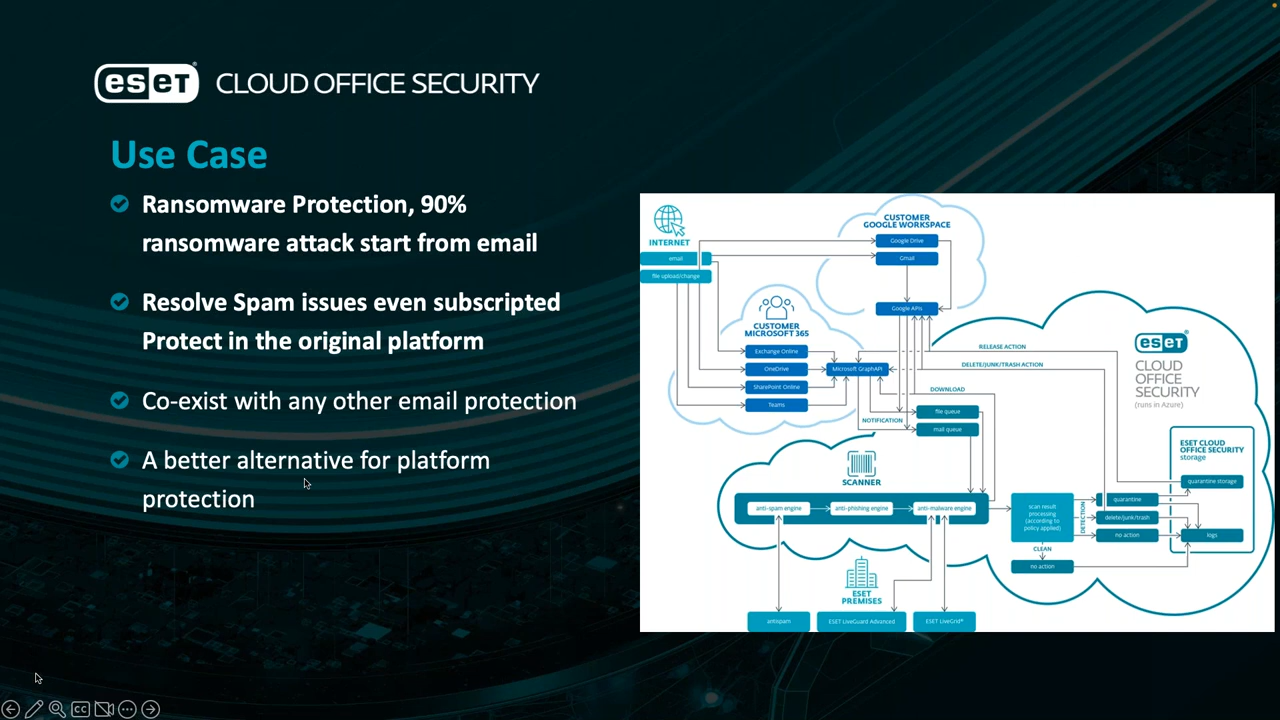 eset® CLOUD OFFICE SECURITY
Use Case
Ransomware Protection, 90%
ransomware attack start from email
Resolve Spam issues even subscripted
Protect in the original platform
Co-exist with any other email protection
A better alternative for platform
protection
INTERNET
email
file upload/change
CUSTOMER
GOOGLE WORKSPACE
Google Drive
Gmail
Google APIs
CUSTOMER
MICROSOFT 365
Exchange Online
OneDrive
SharePoint Online
Teams
Microsoft GraphAPI
RELEASE ACTION
DELETE/JUNK/TRASH ACTION
DOWNLOAD
NOTIFICATION
file queue
mail queue
eset®
CLOUD
OFFICE
SECURITY
(runs in Azure)
SCANNER
anti-spam engine
anti-phishing engine
anti-malware engine
scan result
processing
(according to
policy applied)
DETECTION
quarantine
delete/junk/trash
no action
CLEAN
no action
ESET CLOUD
OFFICE SECURITY
storage
quarantine storage
logs
ESET
PREMISES
antispam
ESET LiveGuard Advanced
ESET LiveGrid®
CC